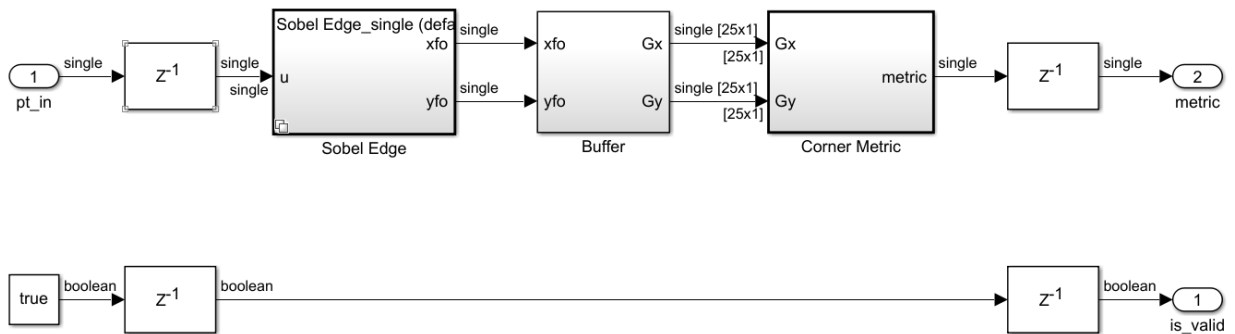 Sobel Edge_single (defa
single
single
xfo
single
xfo
Gx
single [25x1]
[25x1]
Gx
single
single
1
pt_in
Z-1
single
u
metric
Z-1
2
metric
yfo
single
yfo
Gy
single [25x1]
[25x1]
Gy
Sobel Edge
Buffer
Corner Metric
true
boolean
Z-1
boolean
Z-1
boolean
1
is_valid